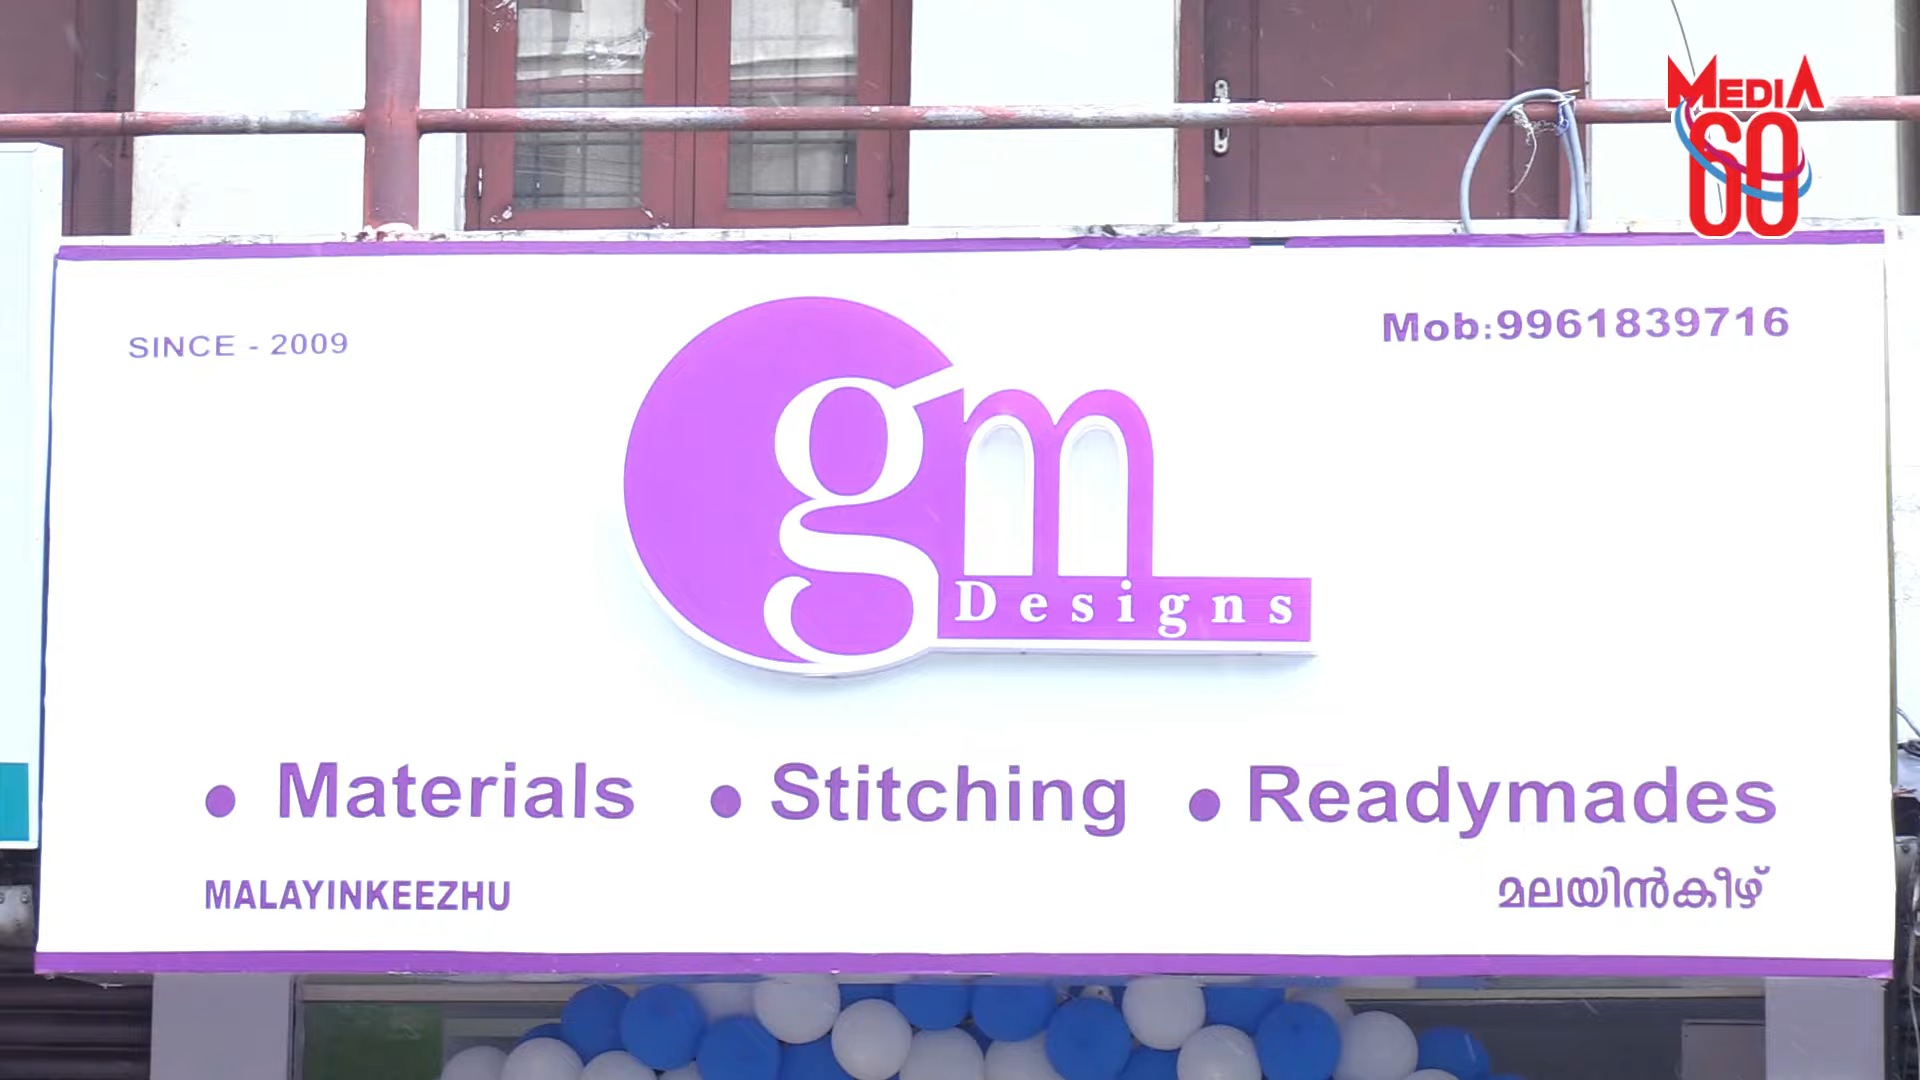 MEDIA
60
SINCE - 2009
Mob:9961839716
gm
Designs
• Materials • Stitching • Readymades
MALAYINKEEZHU
മലയിൻകീഴ്